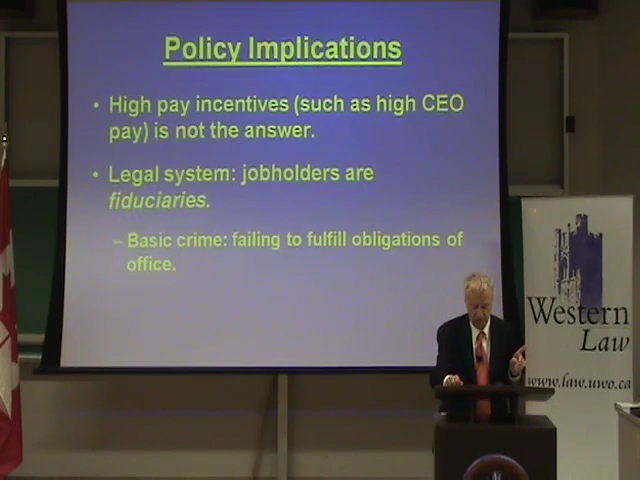 Policy Implications
• High pay incentives (such as high CEO
pay) is not the answer.
• Legal system: jobholders are
fiduciaries.
– Basic crime: failing to fulfill obligations of
office.
Western
Law
www.law.uwo.ca